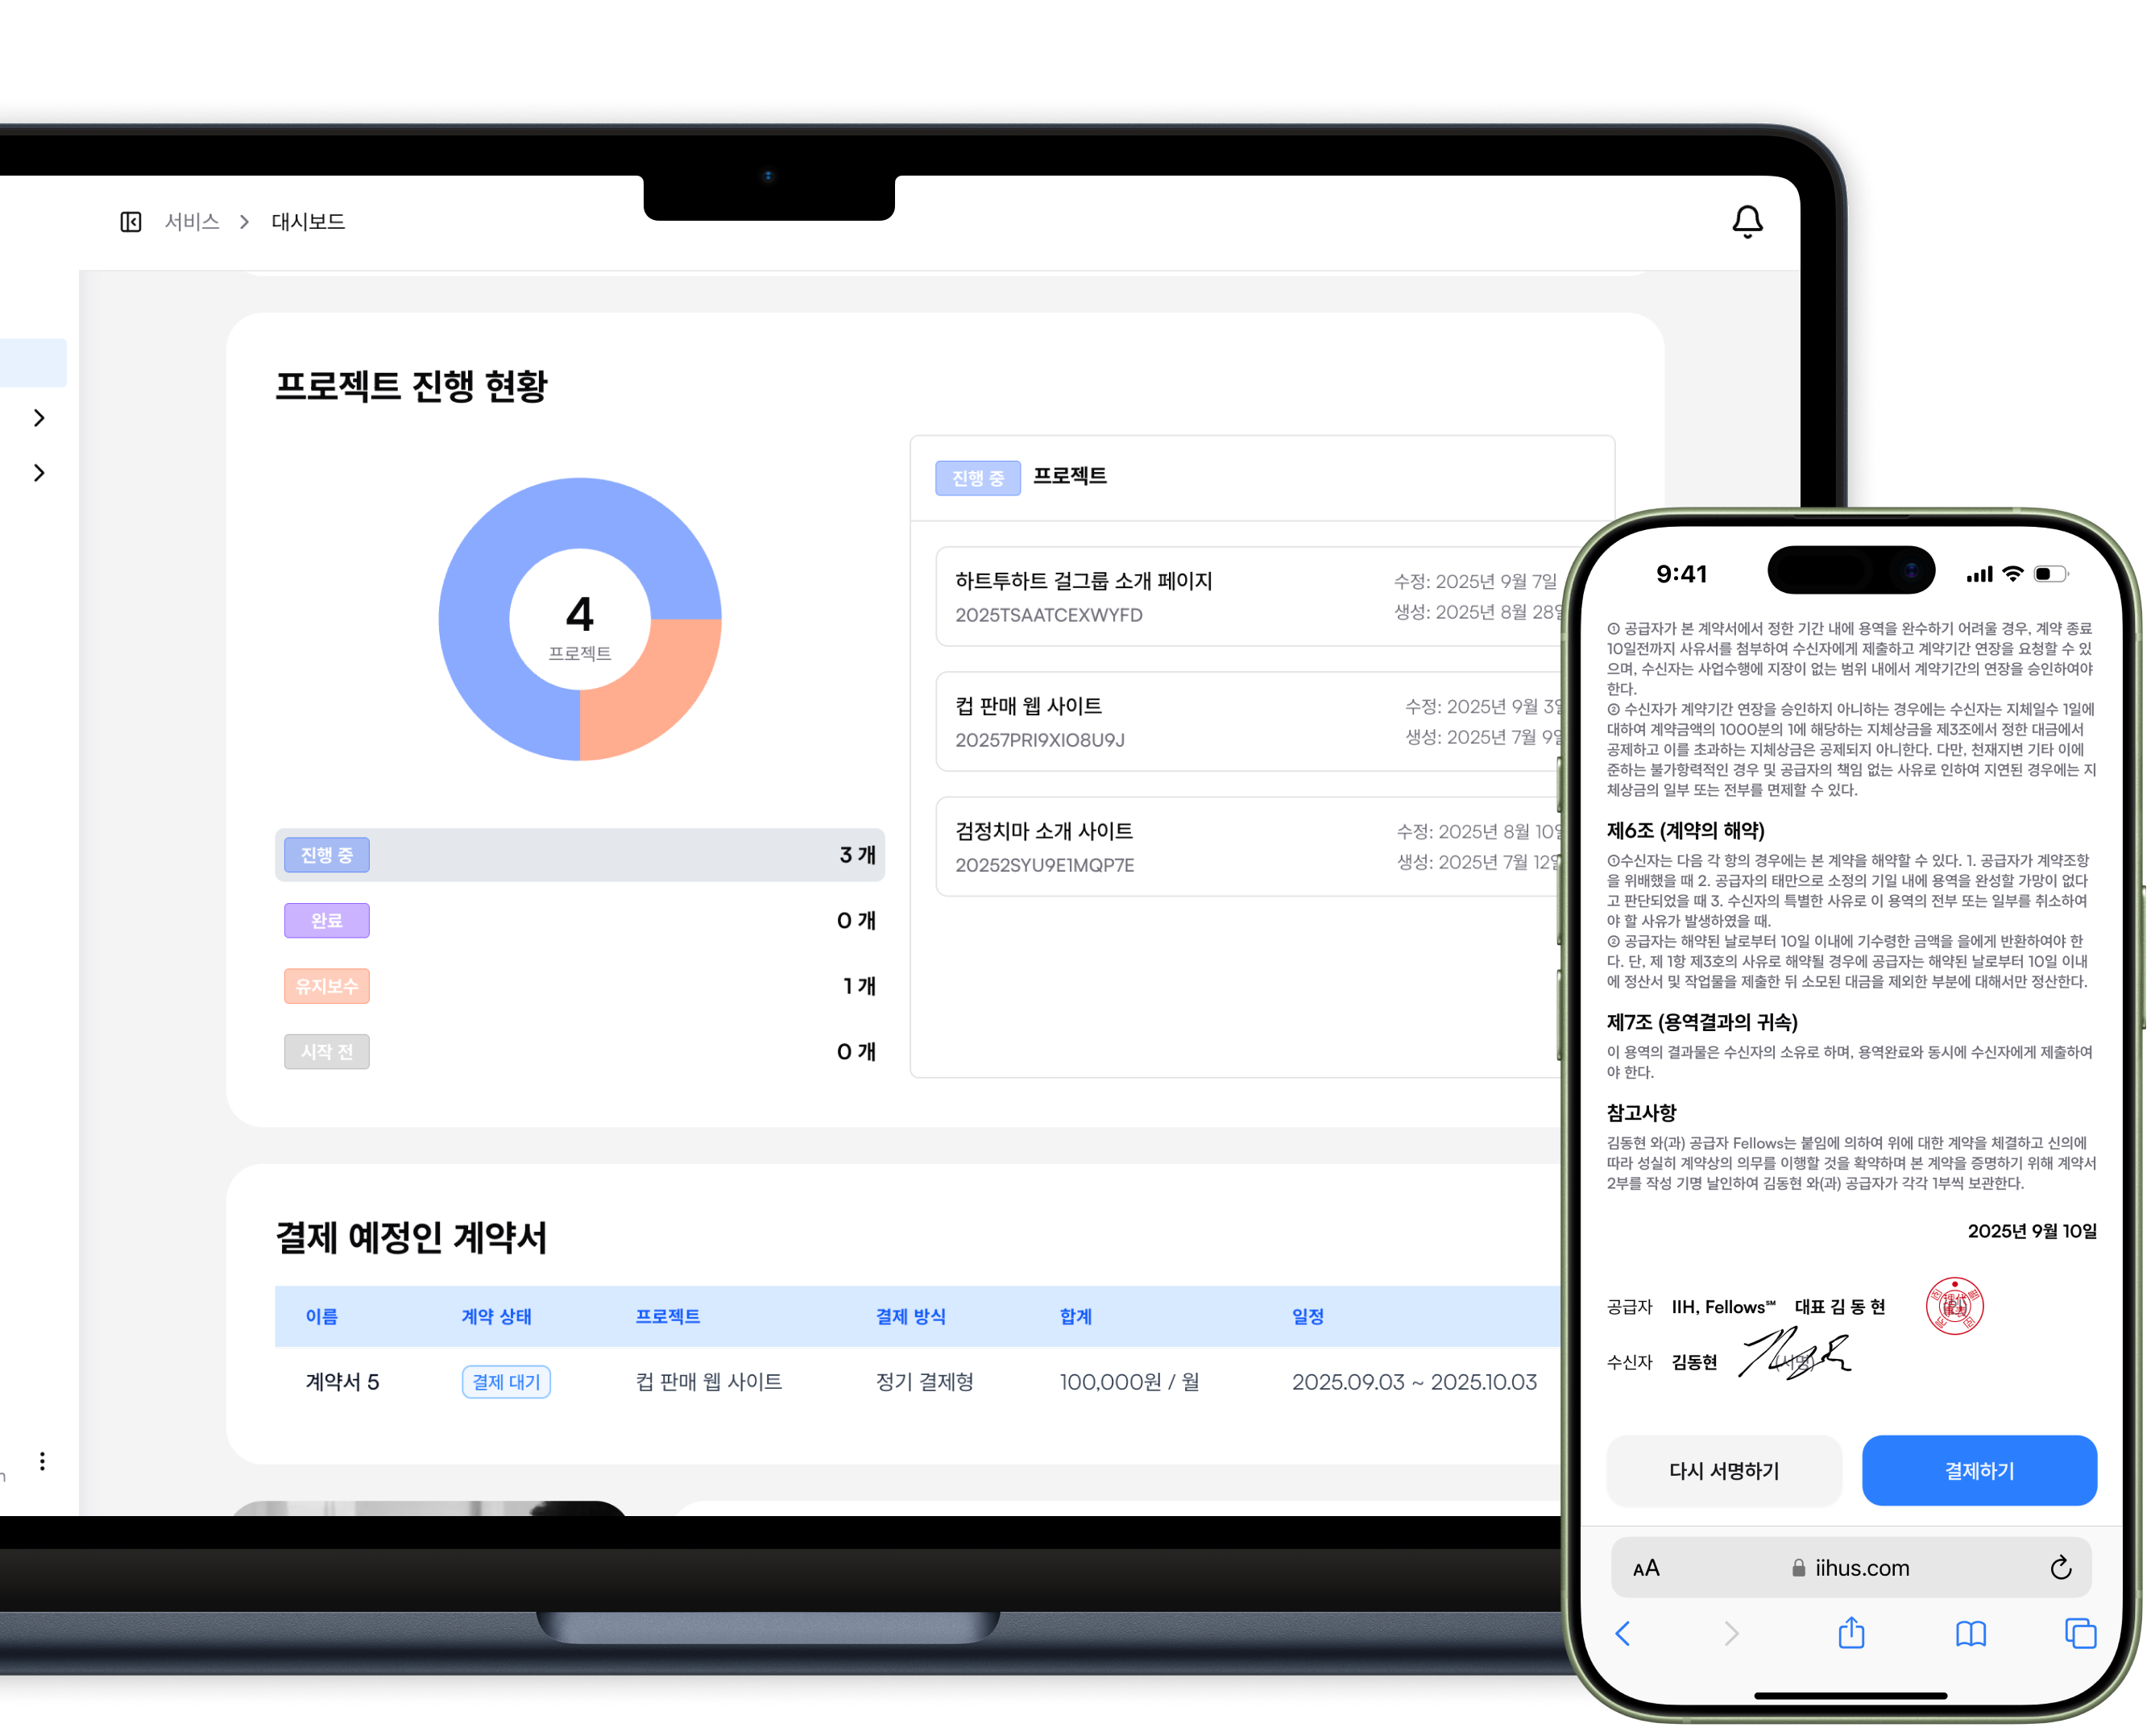 서비스 > 대시보드
프로젝트 진행 현황
4
프로젝트
진행 중 3 개
완료 0 개
유지보수 1 개
시작 전 0 개
진행 중 프로젝트
하트투하트 걸그룹 소개 페이지 수정: 2025년 9월 7일
2025TSAATCEXWYFD 생성: 2025년 8월 28일
컵 판매 웹 사이트 수정: 2025년 9월 3일
20257PRI9XIO8U9J 생성: 2025년 7월 9일
검정치마 소개 사이트 수정: 2025년 8월 10일
20252SYU9E1MQP7E 생성: 2025년 7월 12일
결제 예정인 계약서
이름 계약 상태 프로젝트 결제 방식 합계 일정
계약서 5 결제 대기 컵 판매 웹 사이트 정기 결제형 100,000원 / 월 2025.09.03 ~ 2025.10.03
9:41
① 공급자가 본 계약서에서 정한 기간 내에 용역을 완수하기 어려울 경우, 계약 종료
10일전까지 사유서를 첨부하여 수신자에게 제출하고 계약기간 연장을 요청할 수 있
으며, 수신자는 사업수행에 지장이 없는 범위 내에서 계약기간의 연장을 승인하여야
한다.
② 수신자가 계약기간 연장을 승인하지 아니하는 경우에는 수신자는 지체일수 1일에
대하여 계약금액의 1000분의 1에 해당하는 지체상금을 제3조에서 정한 대금에서
공제하고 이를 초과하는 지체상금은 공제되지 아니한다. 다만, 천재지변 기타 이에
준하는 불가항력적인 경우 및 공급자의 책임 없는 사유로 인하여 지연된 경우에는 지
체상금의 일부 또는 전부를 면제할 수 있다.
제6조 (계약의 해약)
①수신자는 다음 각 항의 경우에는 본 계약을 해약할 수 있다. 1. 공급자가 계약조항
을 위배했을 때 2. 공급자의 태만으로 소정의 기일 내에 용역을 완성할 가망이 없다
고 판단되었을 때 3. 수신자의 특별한 사유로 이 용역의 전부 또는 일부를 취소하여
야 할 사유가 발생하였을 때.
② 공급자는 해약된 날로부터 10일 이내에 기수령한 금액을 을에게 반환하여야 한
다. 단, 제 1항 제3호의 사유로 해약될 경우에 공급자는 해약된 날로부터 10일 이내
에 정산서 및 작업물을 제출한 뒤 소모된 대금을 제외한 부분에 대해서만 정산한다.
제7조 (용역결과의 귀속)
이 용역의 결과물은 수신자의 소유로 하며, 용역완료와 동시에 수신자에게 제출하여
야 한다.
참고사항
김동현 와(과) 공급자 Fellows는 붙임에 의하여 위에 대한 계약을 체결하고 신의에
따라 성실히 계약상의 의무를 이행할 것을 확약하며 본 계약을 증명하기 위해 계약서
2부를 작성 기명 날인하여 김동현 와(과) 공급자가 각각 1부씩 보관한다.
2025년 9월 10일
공급자 IIH, Fellows℠ 대표 김 동 현
수신자 김동현 (서명)
다시 서명하기 결제하기
AA iihus.com